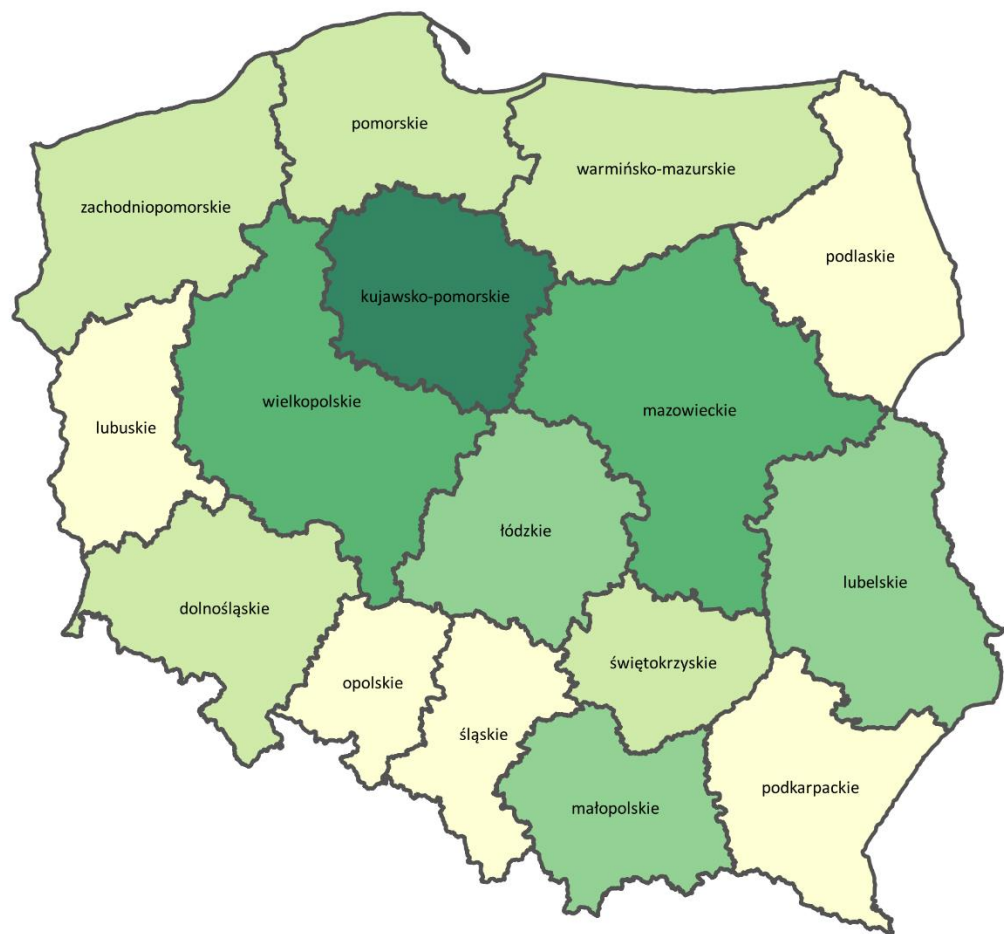 pomorskie
warmińsko-mazurskie
zachodniopomorskie
podlaskie
kujawsko-pomorskie
wielkopolskie
mazowieckie
lubuskie
łódzkie
lubelskie
dolnośląskie
świętokrzyskie
opolskie
śląskie
podkarpackie
małopolskie